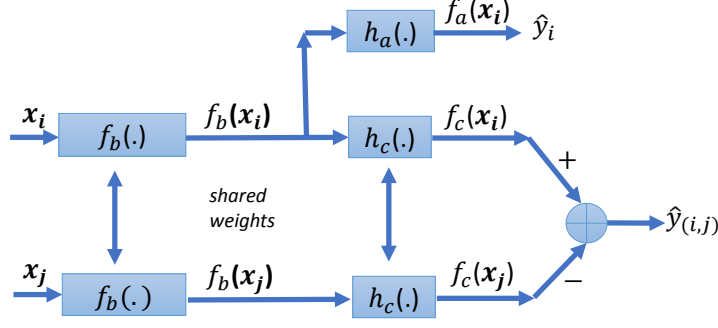 f_a(x_i)
h_a(.) ŷ_i
x_i f_b(x_i) f_c(x_i)
f_b(.) h_c(.)
+
shared
weights
ŷ_(i,j)
x_j f_b(x_j) f_c(x_j) −
f_b(.) h_c(.)